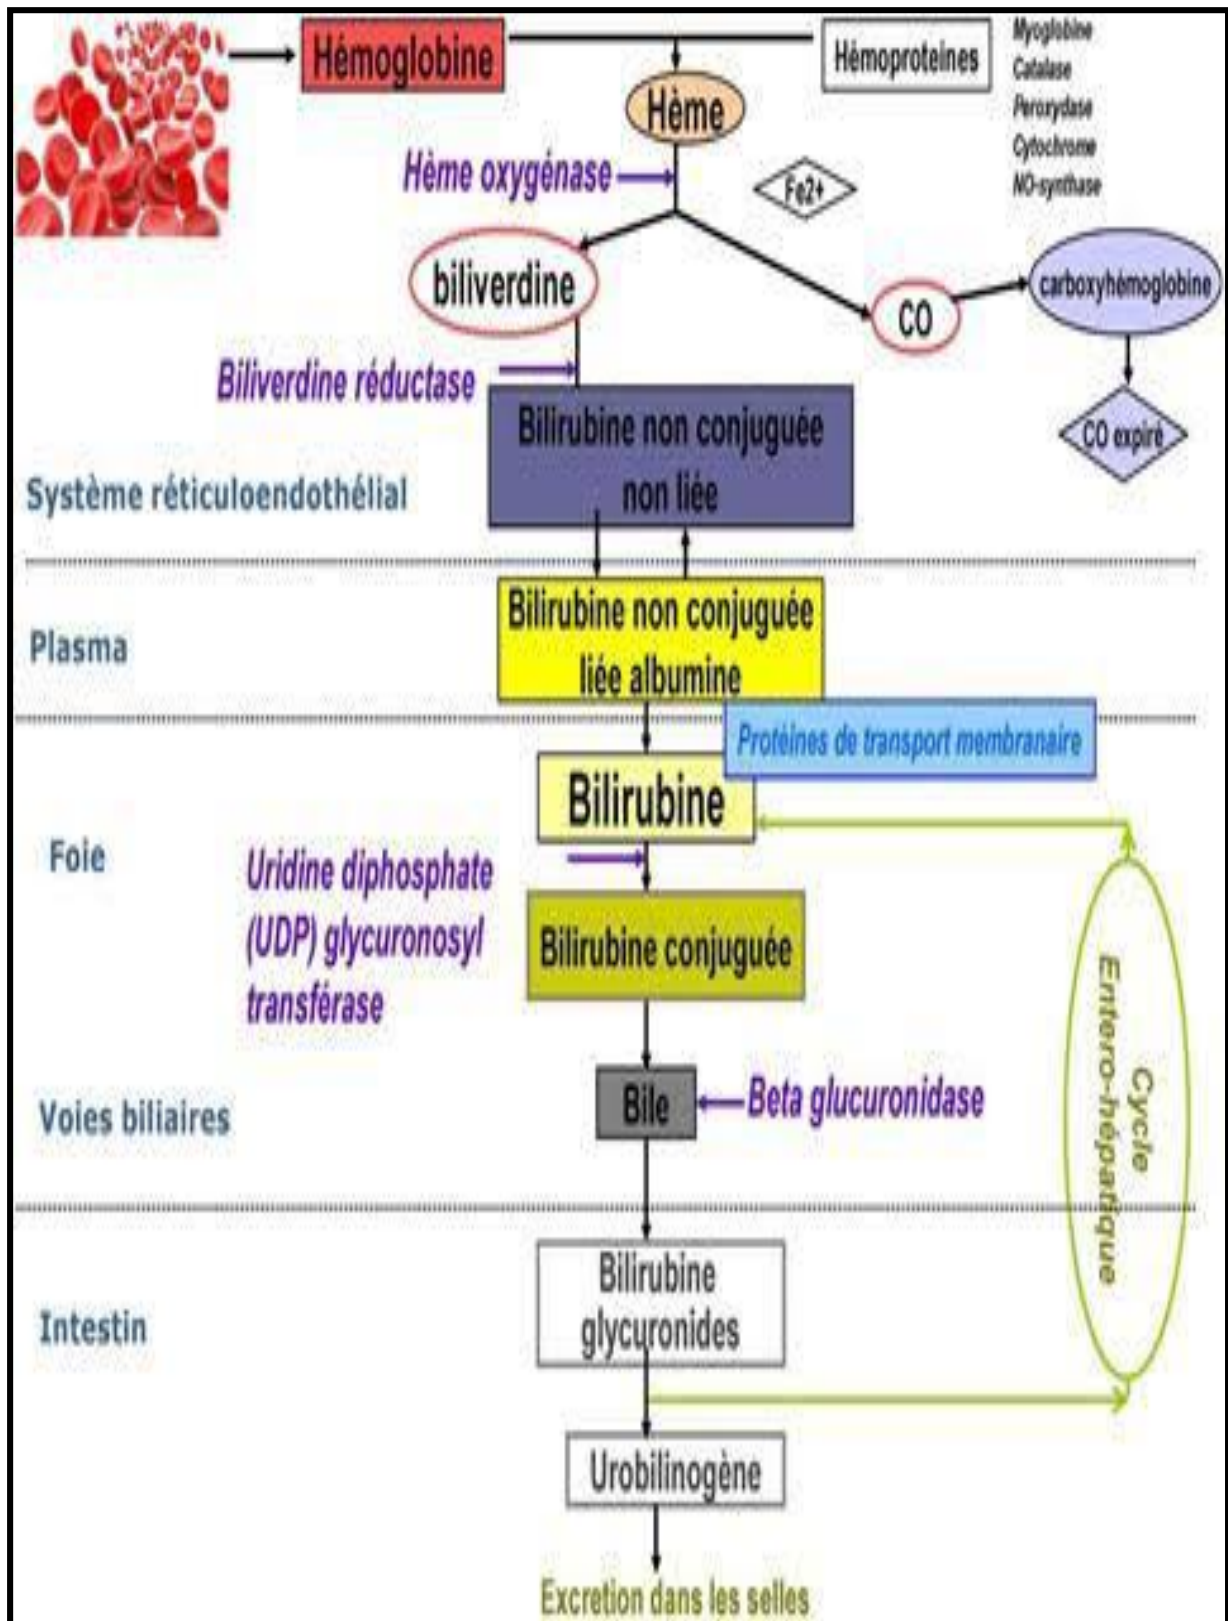 Hémoglobine
Hémoproteines
Myoglobine
Catalase
Peroxydase
Cytochrome
NO-synthase
Hème
Hème oxygénase
Fe2+
biliverdine
CO
carboxyhémoglobine
Biliverdine réductase
CO expiré
Bilirubine non conjuguée
non liée
Système réticuloendothélial
Plasma
Bilirubine non conjuguée
liée albumine
Protéines de transport membranaire
Bilirubine
Foie
Uridine diphosphate
(UDP) glycuronosyl
transférase
Bilirubine conjuguée
Cycle
Entero-hépatique
Voies biliaires
Bile
Beta glucuronidase
Intestin
Bilirubine
glycuronides
Urobilinogène
Excretion dans les selles